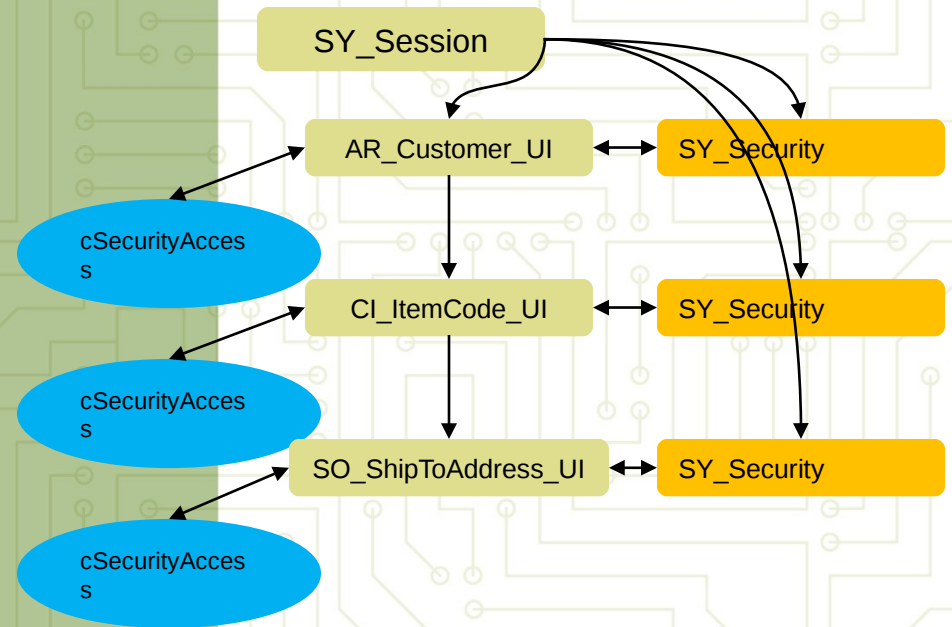 SY_Session
AR_Customer_UI
SY_Security
cSecurityAcces
s
CI_ItemCode_UI
SY_Security
cSecurityAcces
s
SO_ShipToAddress_UI
SY_Security
cSecurityAcces
s